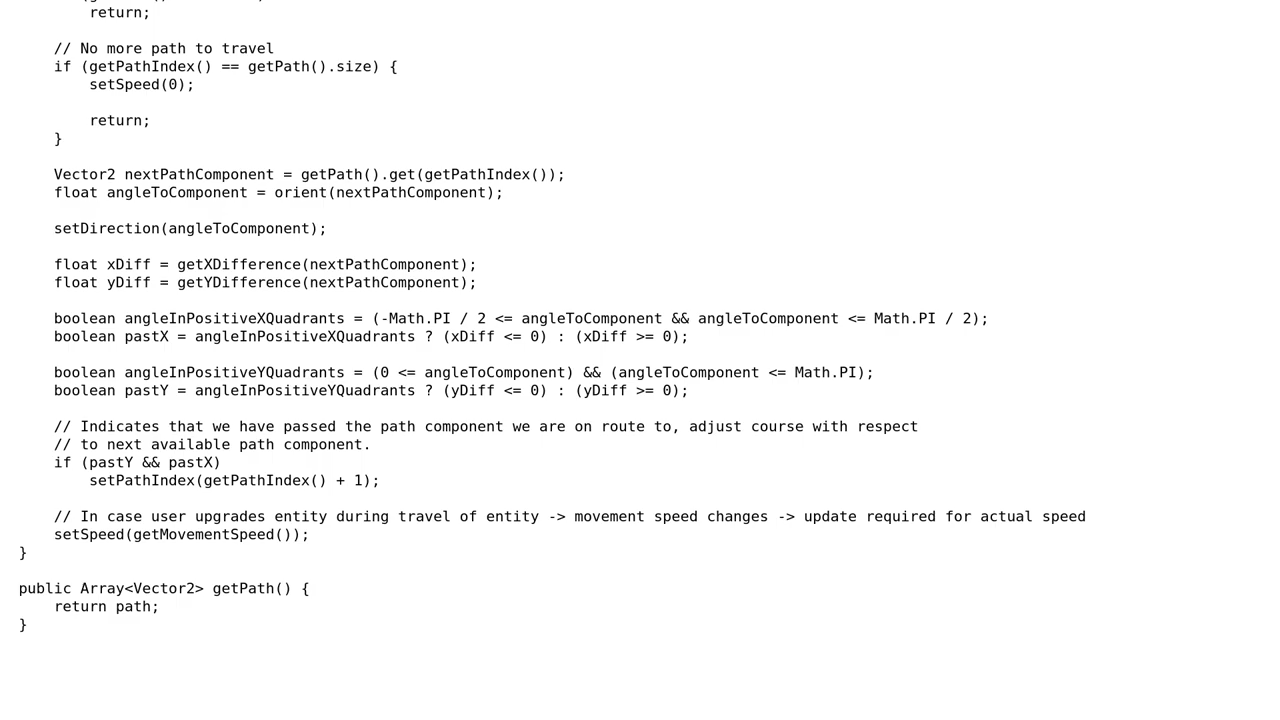 return;
// No more path to travel
if (getPathIndex() == getPath().size) {
setSpeed(0);
return;
}
Vector2 nextPathComponent = getPath().get(getPathIndex());
float angleToComponent = orient(nextPathComponent);
setDirection(angleToComponent);
float xDiff = getXDifference(nextPathComponent);
float yDiff = getYDifference(nextPathComponent);
boolean angleInPositiveXQuadrants = (-Math.PI / 2 <= angleToComponent && angleToComponent <= Math.PI / 2);
boolean pastX = angleInPositiveXQuadrants ? (xDiff <= 0) : (xDiff >= 0);
boolean angleInPositiveYQuadrants = (0 <= angleToComponent) && (angleToComponent <= Math.PI);
boolean pastY = angleInPositiveYQuadrants ? (yDiff <= 0) : (yDiff >= 0);
// Indicates that we have passed the path component we are on route to, adjust course with respect
// to next available path component.
if (pastY && pastX)
setPathIndex(getPathIndex() + 1);
// In case user upgrades entity during travel of entity -> movement speed changes -> update required for actual speed
setSpeed(getMovementSpeed());
}
public Array<Vector2> getPath() {
return path;
}